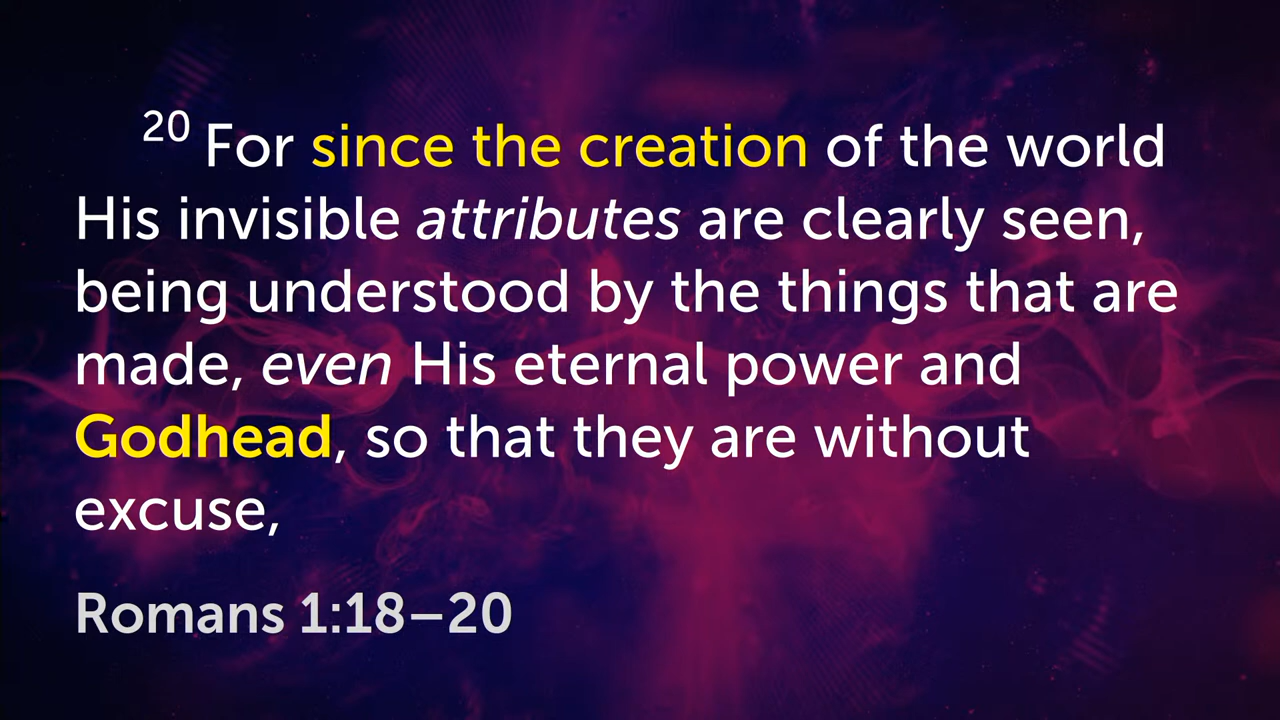 20 For since the creation of the world
His invisible attributes are clearly seen,
being understood by the things that are
made, even His eternal power and
Godhead, so that they are without
excuse,
Romans 1:18–20